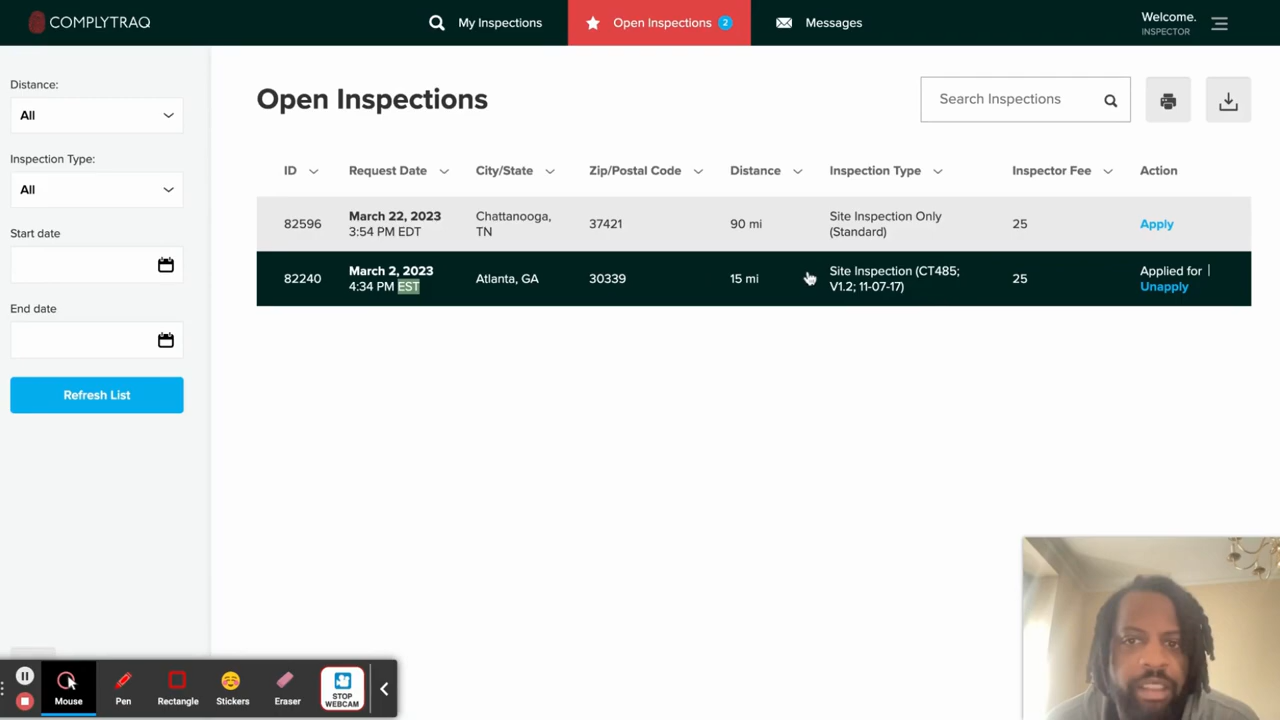 COMPLYTRAQ
My Inspections
Open Inspections 2
Messages
Welcome.
INSPECTOR
Distance:
All
Inspection Type:
All
Start date
End date
Refresh List
Open Inspections
Search Inspections
ID Request Date City/State Zip/Postal Code Distance Inspection Type Inspector Fee Action
82596
March 22, 2023
3:54 PM EDT
Chattanooga,
TN
37421
90 mi
Site Inspection Only
(Standard)
25
Apply
82240
March 2, 2023
4:34 PM EST
Atlanta, GA
30339
15 mi
Site Inspection (CT485;
V1.2; 11-07-17)
25
Applied for |
Unapply
Mouse
Pen
Rectangle
Stickers
Eraser
STOP
WEBCAM